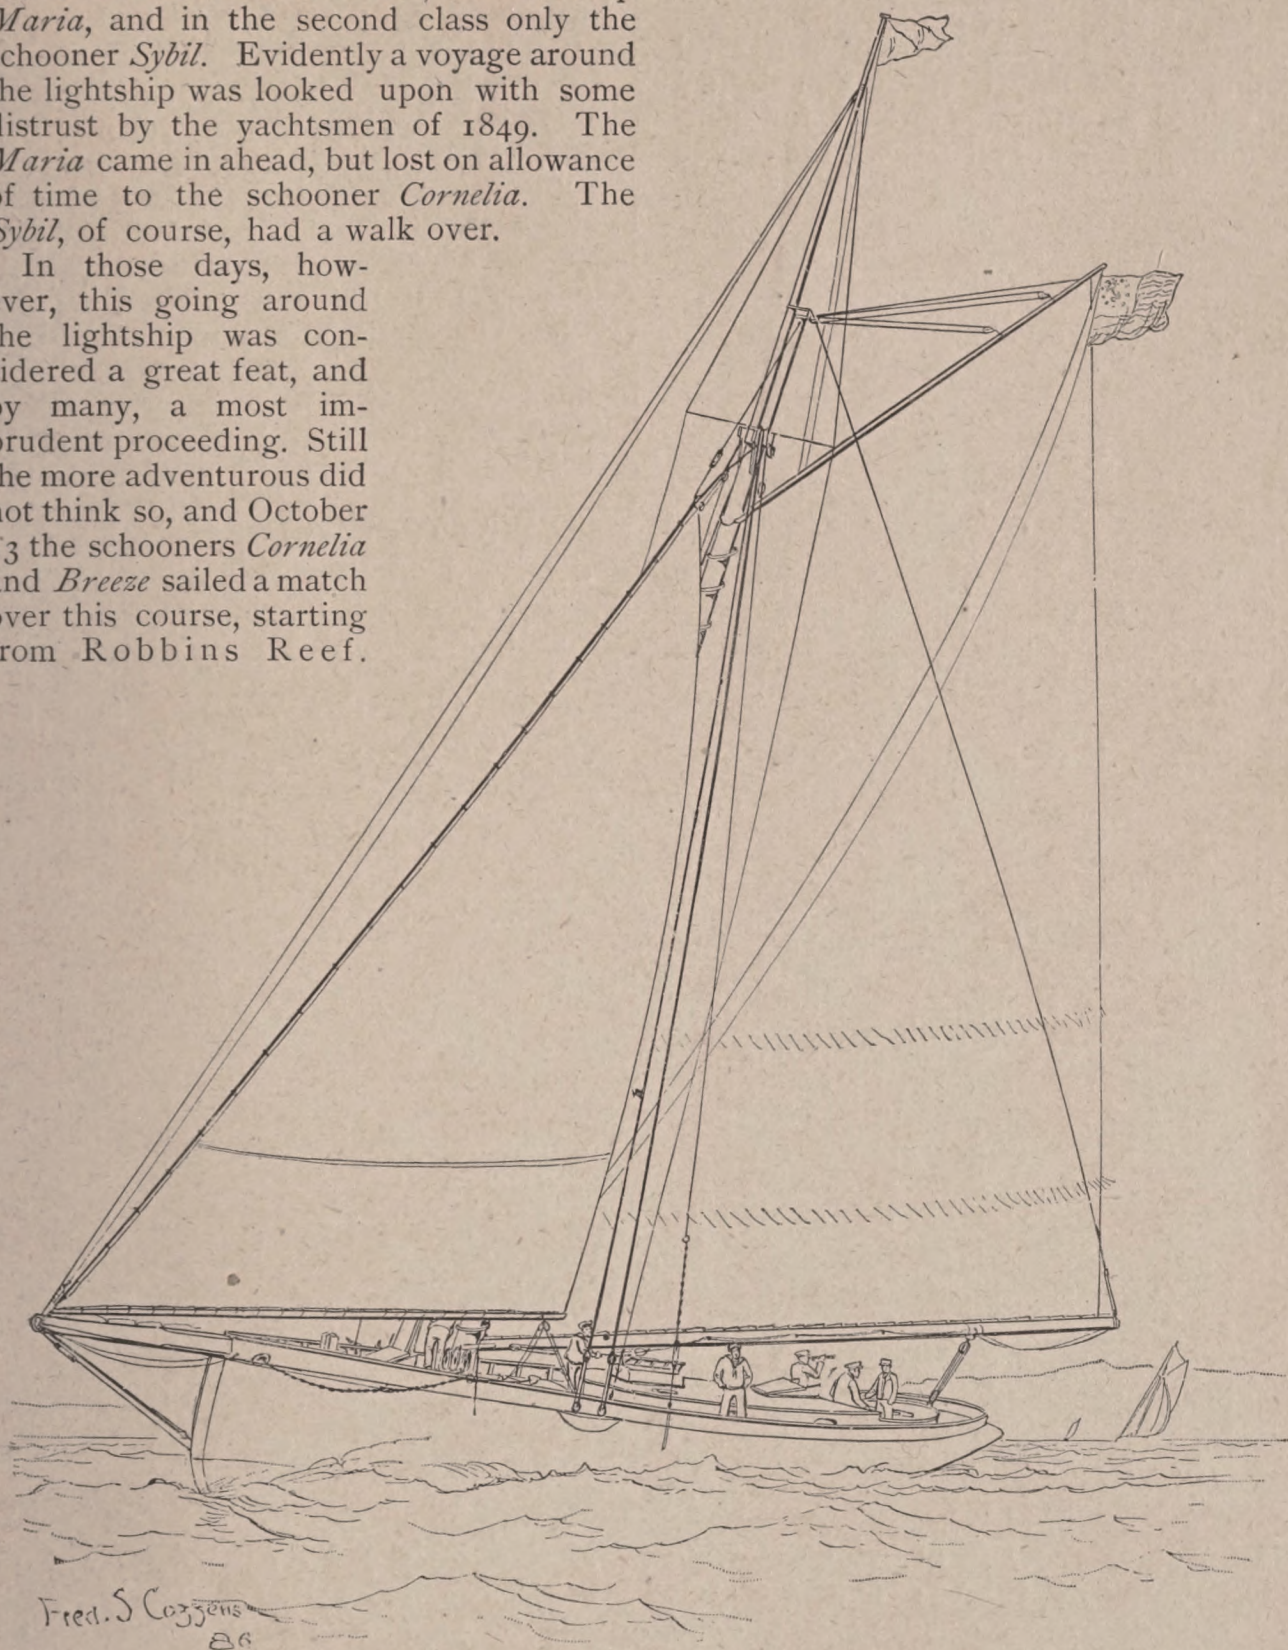 Maria, and in the second class only the
schooner Sybil. Evidently a voyage around
the lightship was looked upon with some
distrust by the yachtsmen of 1849. The
Maria came in ahead, but lost on allowance
of time to the schooner Cornelia. The
Sybil, of course, had a walk over.
In those days, how-
ever, this going around
the lightship was con-
sidered a great feat, and
by many, a most im-
prudent proceeding. Still
the more adventurous did
not think so, and October
3 the schooners Cornelia
and Breeze sailed a match
over this course, starting
from Robbins Reef.
Fred. S Cozzens
86